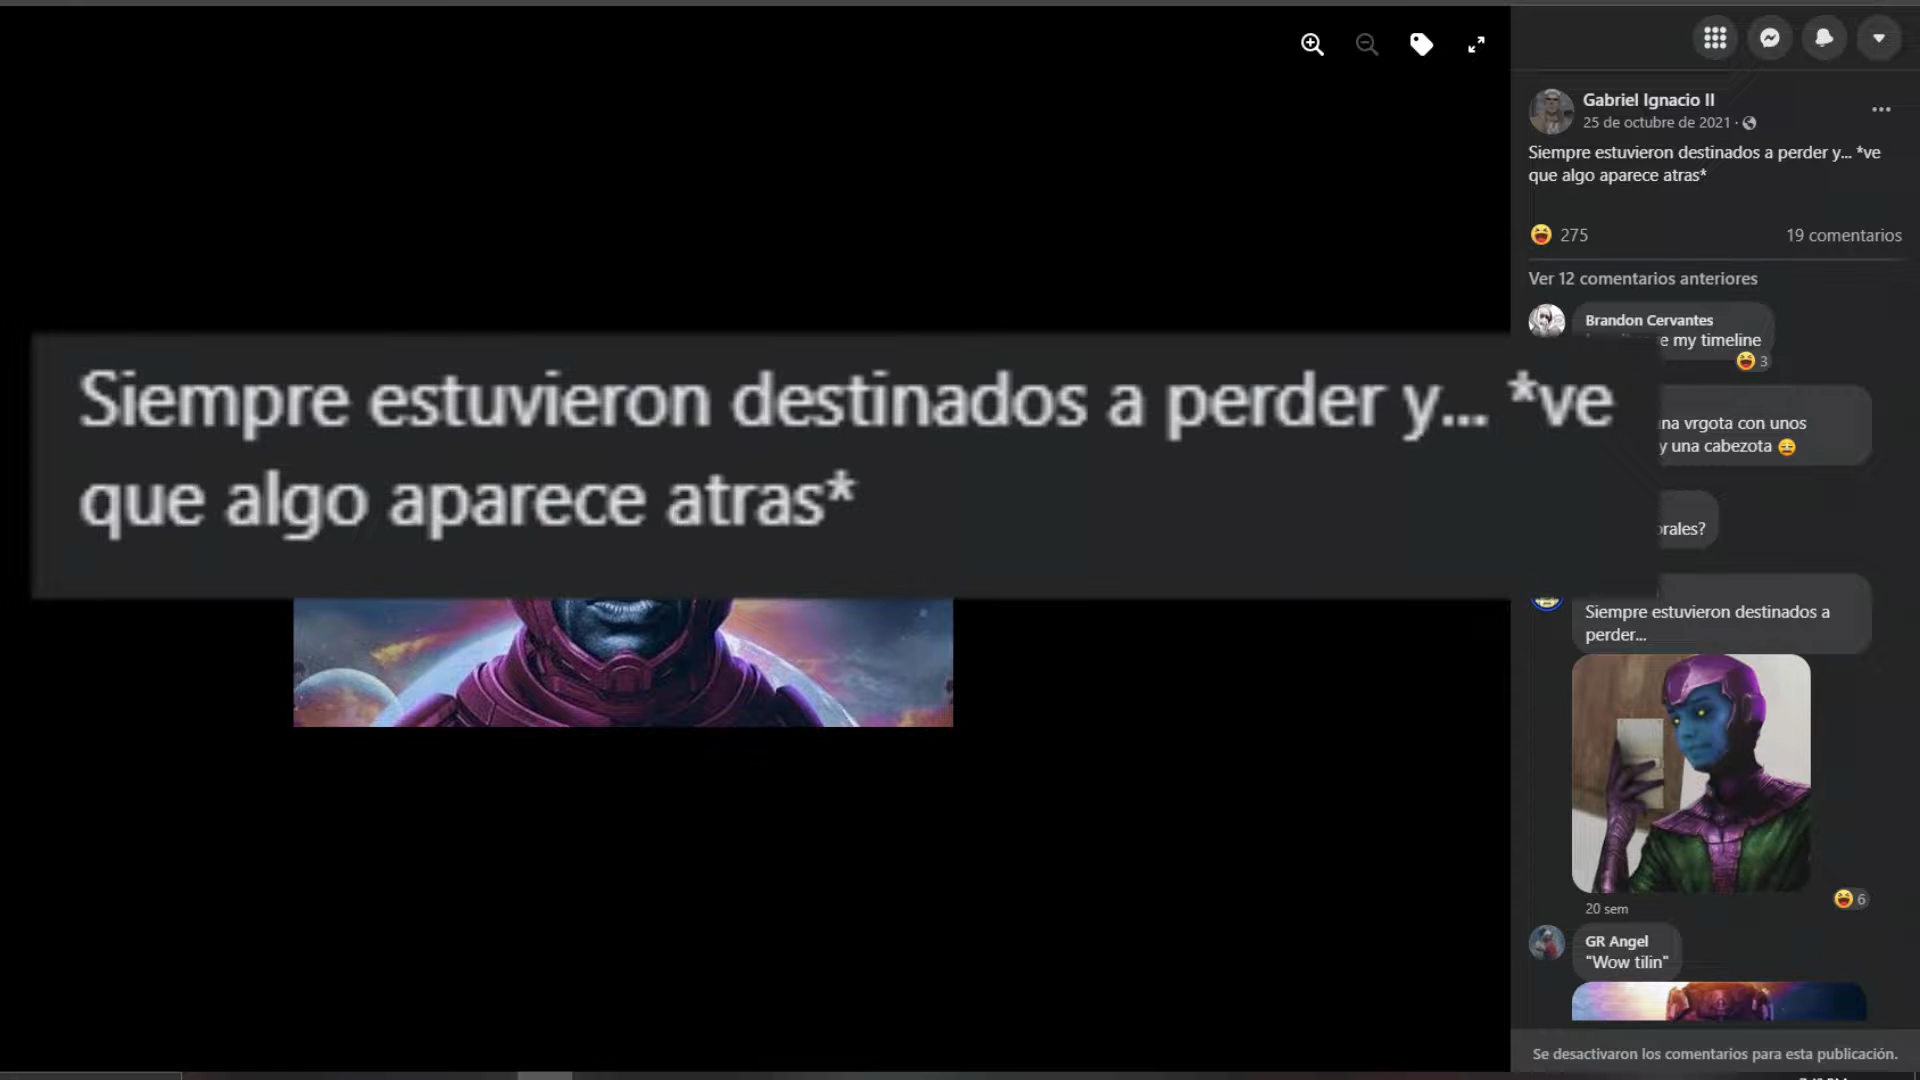 Gabriel Ignacio II
25 de octubre de 2021 ·
Siempre estuvieron destinados a perder y... *ve
que algo aparece atras*
275
19 comentarios
Ver 12 comentarios anteriores
Brandon Cervantes
my timeline
3
Siempre estuvieron destinados a perder y... *ve
que algo aparece atras*
vrgota con unos
y una cabezota
Siempre estuvieron destinados a
perder...
20 sem
6
GR Angel
"Wow tilin"
Se desactivaron los comentarios para esta publicación.